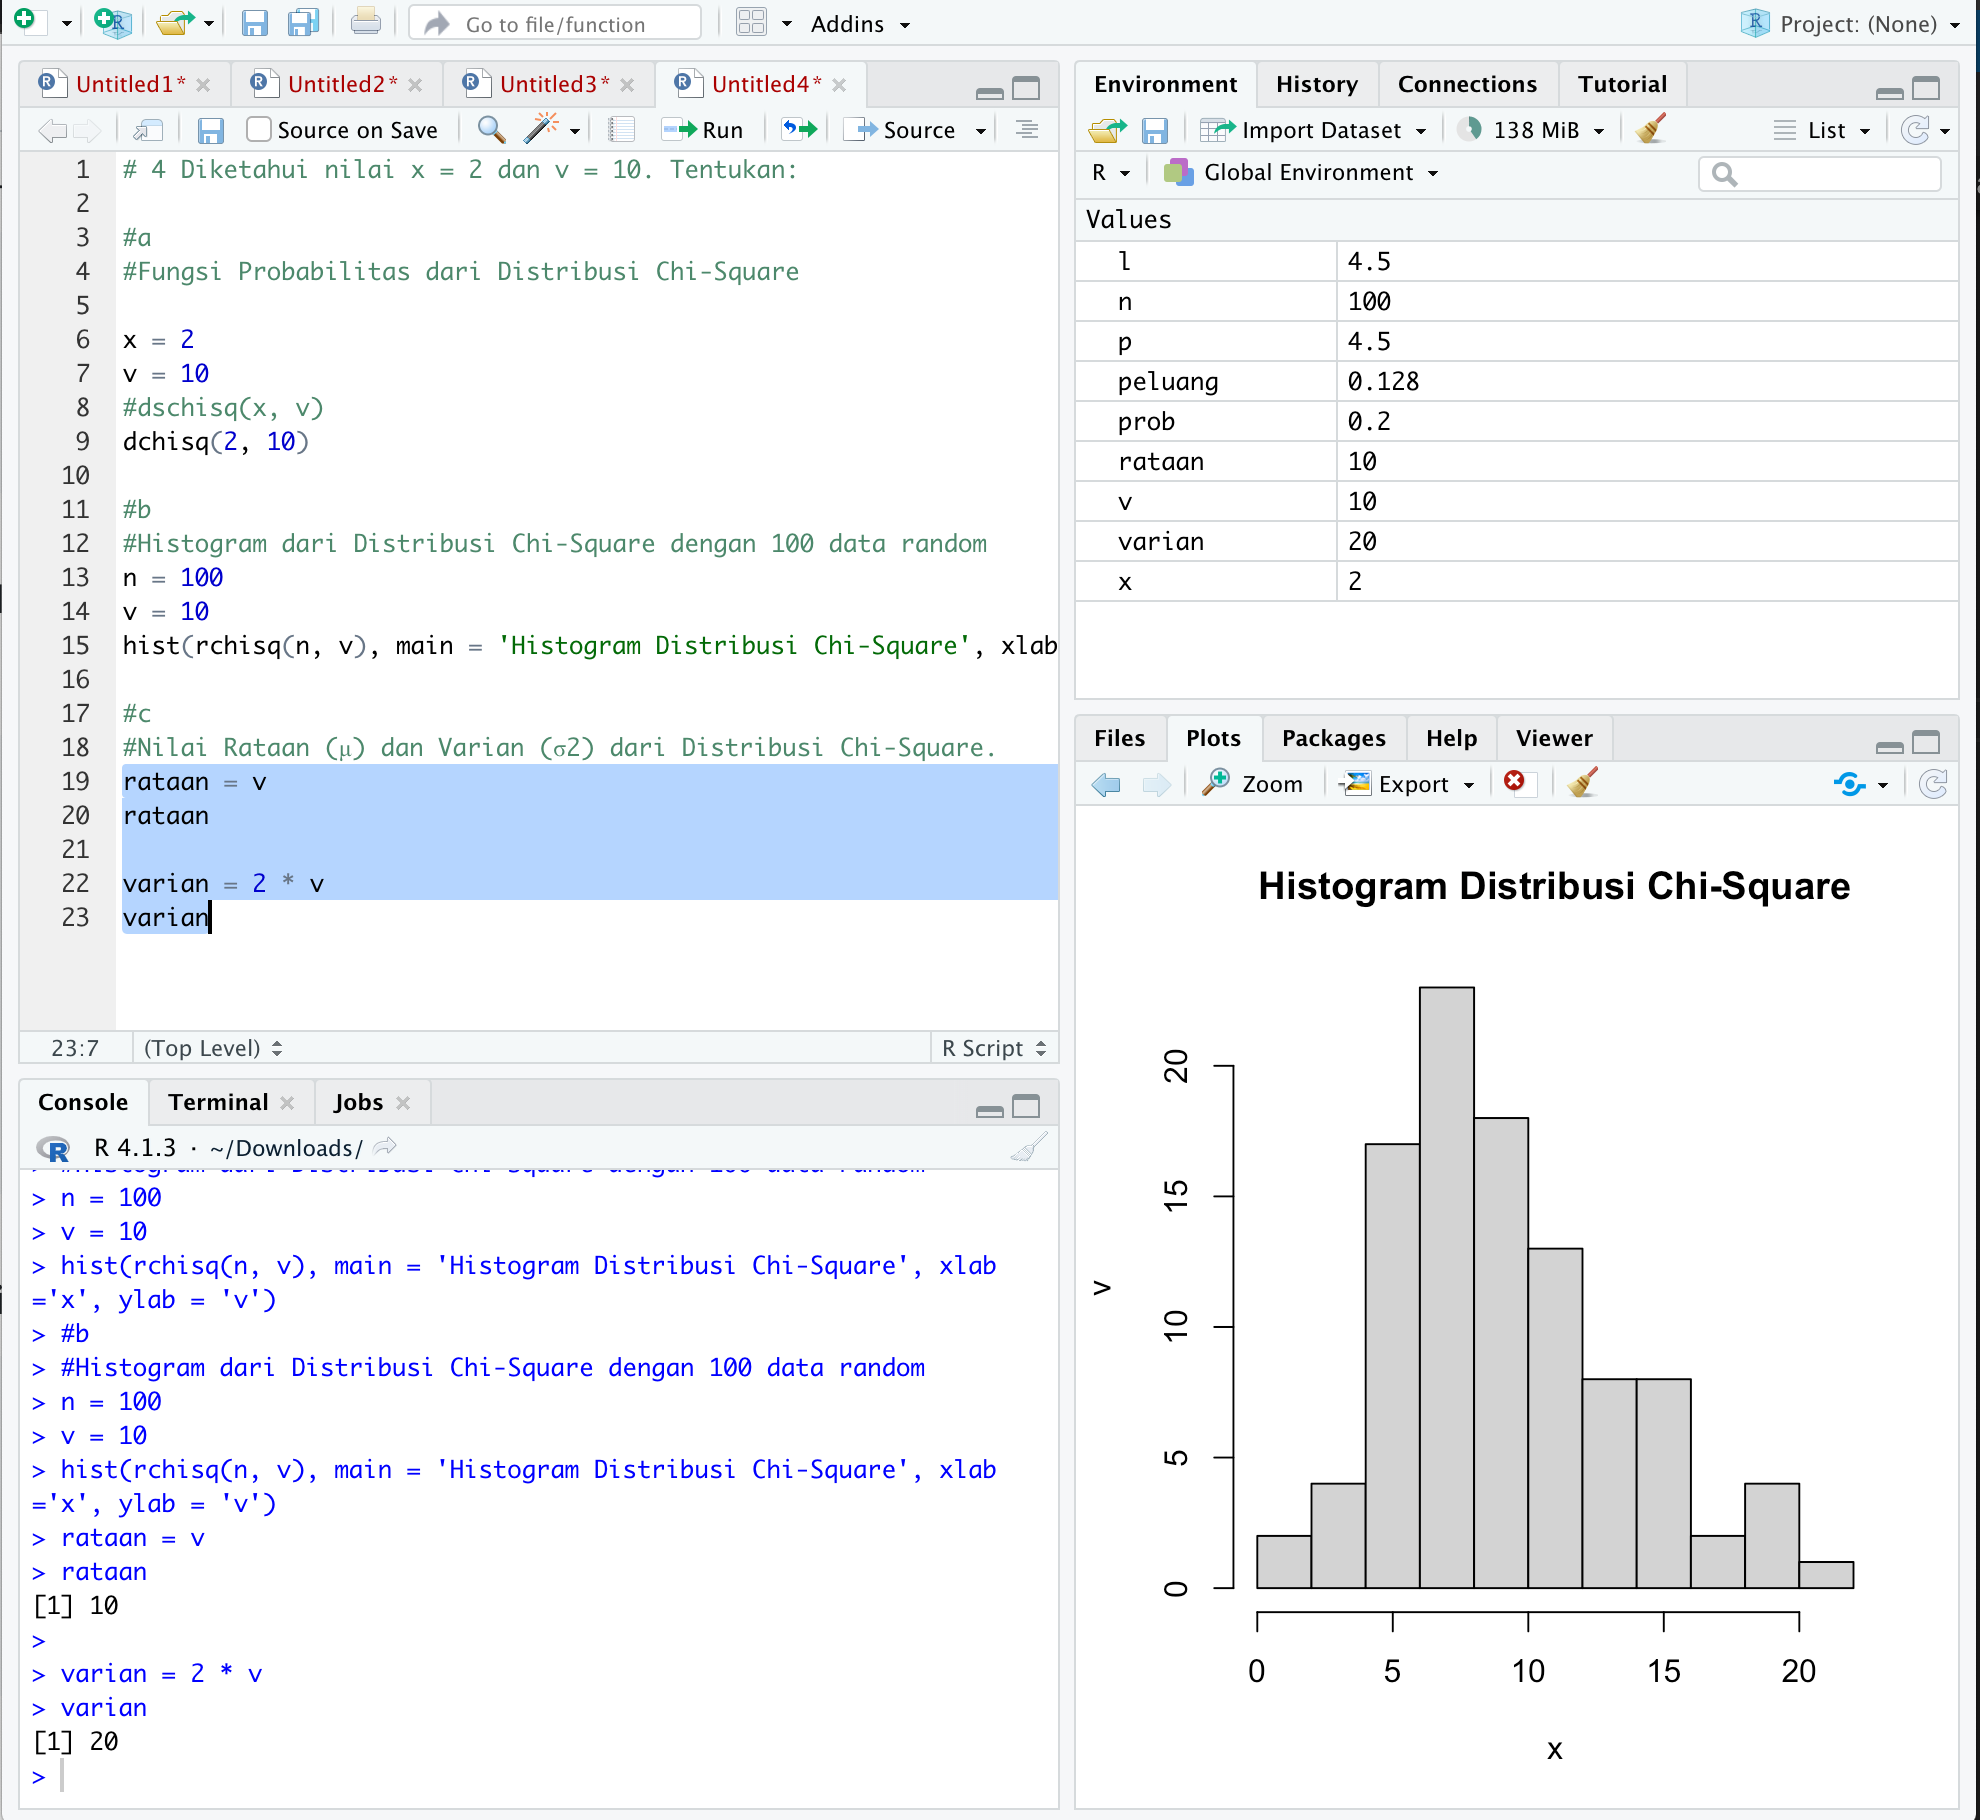 Go to file/function
Addins
Project: (None)
Untitled1*
Untitled2*
Untitled3*
Untitled4*
Source on Save
Run
Source
1 # 4 Diketahui nilai x = 2 dan v = 10. Tentukan:
2
3 #a
4 #Fungsi Probabilitas dari Distribusi Chi-Square
5
6 x = 2
7 v = 10
8 #dschisq(x, v)
9 dchisq(2, 10)
10
11 #b
12 #Histogram dari Distribusi Chi-Square dengan 100 data random
13 n = 100
14 v = 10
15 hist(rchisq(n, v), main = 'Histogram Distribusi Chi-Square', xlab
16
17 #c
18 #Nilai Rataan (μ) dan Varian (σ2) dari Distribusi Chi-Square.
19 rataan = v
20 rataan
21
22 varian = 2 * v
23 varian
23:7
(Top Level)
R Script
Console
Terminal
Jobs
R 4.1.3 · ~/Downloads/
> #Histogram dari Distribusi Chi-Square dengan 100 data random
> n = 100
> v = 10
> hist(rchisq(n, v), main = 'Histogram Distribusi Chi-Square', xlab
='x', ylab = 'v')
> #b
> #Histogram dari Distribusi Chi-Square dengan 100 data random
> n = 100
> v = 10
> hist(rchisq(n, v), main = 'Histogram Distribusi Chi-Square', xlab
='x', ylab = 'v')
> rataan = v
> rataan
[1] 10
>
> varian = 2 * v
> varian
[1] 20
>
Environment
History
Connections
Tutorial
Import Dataset
138 MiB
List
R
Global Environment
Values
l 4.5
n 100
p 4.5
peluang 0.128
prob 0.2
rataan 10
v 10
varian 20
x 2
Files
Plots
Packages
Help
Viewer
Zoom
Export
Histogram Distribusi Chi-Square
v
20
15
10
5
0
0 5 10 15 20
x